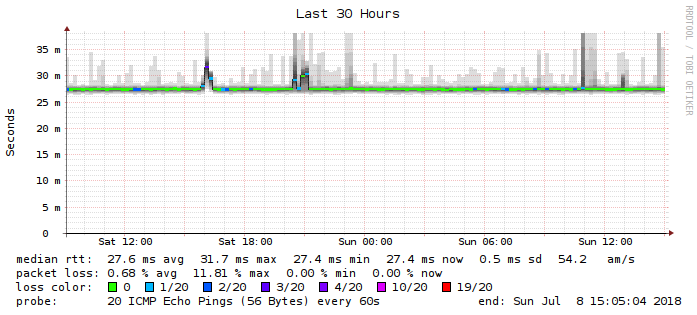 Last 30 Hours
RRDTOOL / TOBI OETIKER
Seconds
35 m
30 m
25 m
20 m
15 m
10 m
5 m
0
Sat 12:00 Sat 18:00 Sun 00:00 Sun 06:00 Sun 12:00
median rtt: 27.6 ms avg 31.7 ms max 27.4 ms min 27.4 ms now 0.5 ms sd 54.2 am/s
packet loss: 0.68 % avg 11.81 % max 0.00 % min 0.00 % now
loss color: 0 1/20 2/20 3/20 4/20 10/20 19/20
probe: 20 ICMP Echo Pings (56 Bytes) every 60s end: Sun Jul 8 15:05:04 2018